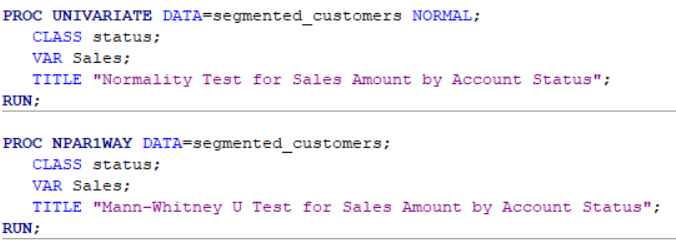 PROC UNIVARIATE DATA=segmented_customers NORMAL;
CLASS status;
VAR Sales;
TITLE "Normality Test for Sales Amount by Account Status";
RUN;
PROC NPAR1WAY DATA=segmented_customers;
CLASS status;
VAR Sales;
TITLE "Mann-Whitney U Test for Sales Amount by Account Status";
RUN;